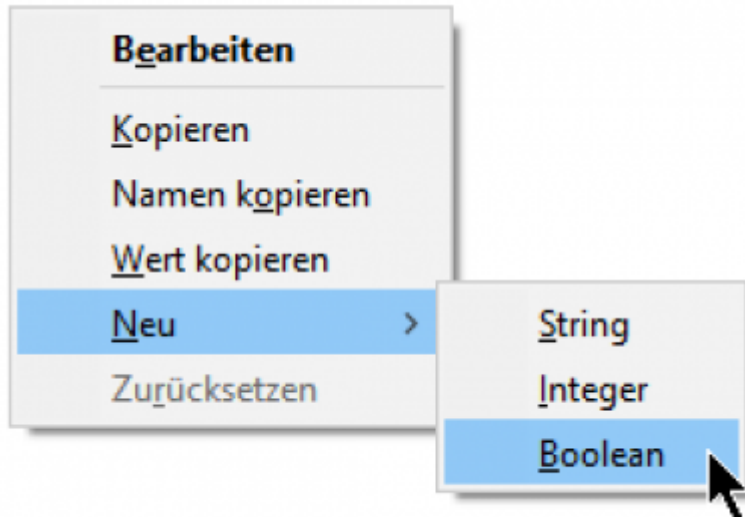 Bearbeiten
Kopieren
Namen kopieren
Wert kopieren
Neu >
Zurücksetzen
String
Integer
Boolean